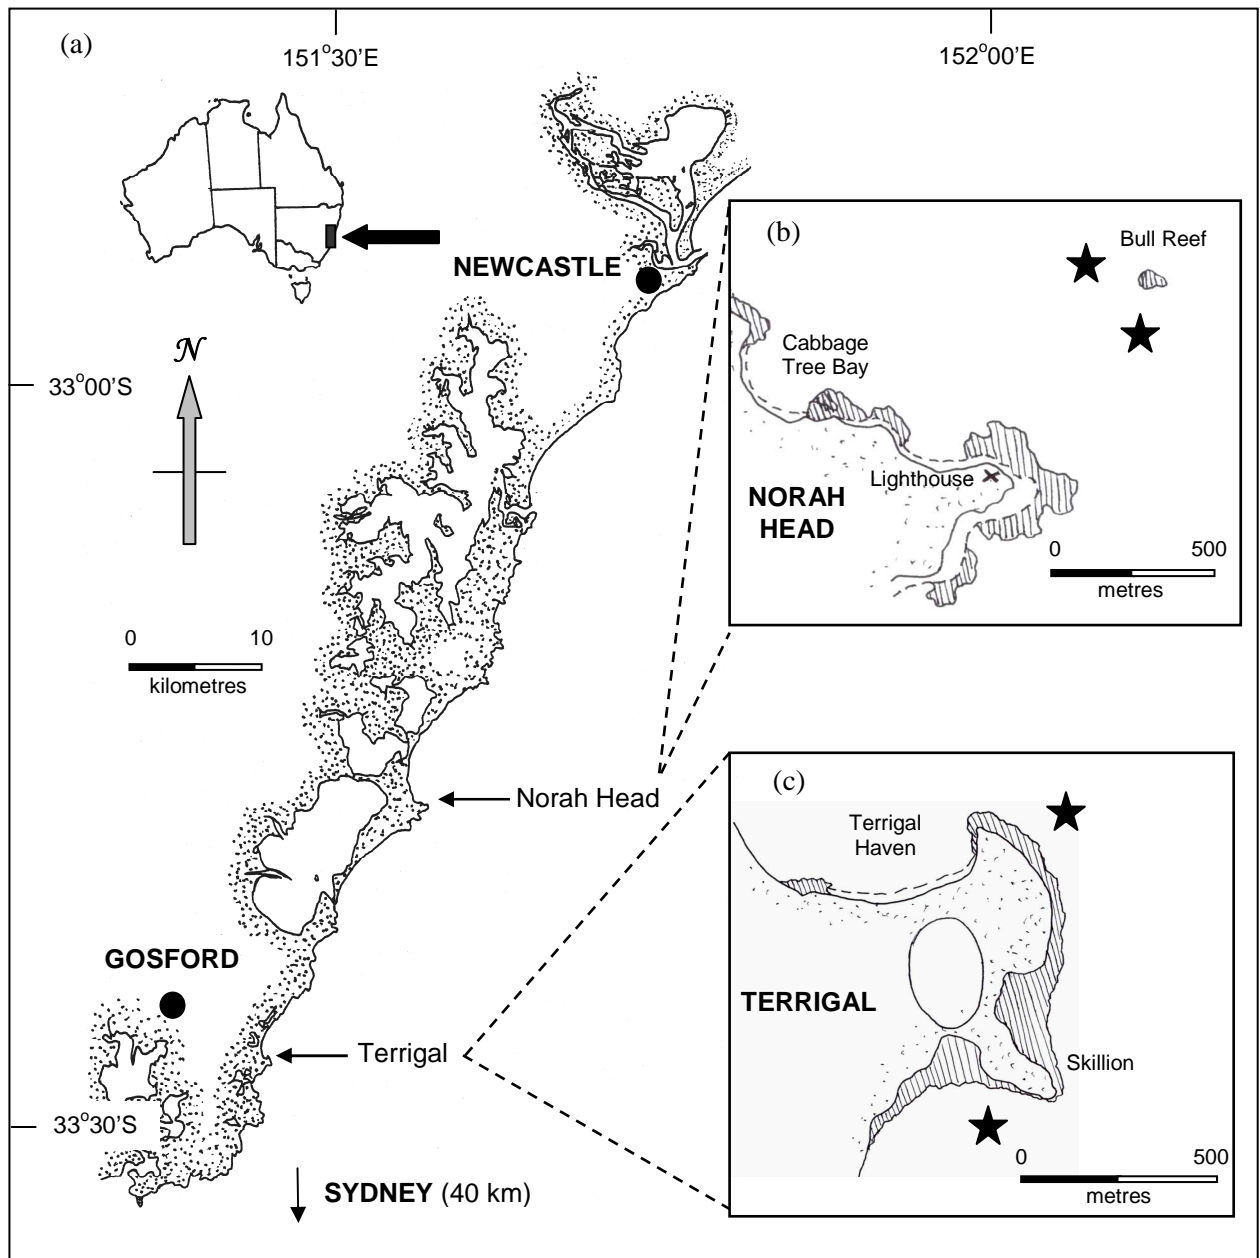 (a)
151°30'E
152°00'E
NEWCASTLE
N
33°00'S
0 10
kilometres
Norah Head
GOSFORD
Terrigal
33°30'S
SYDNEY (40 km)
(b)
Bull Reef
Cabbage
Tree Bay
Lighthouse
NORAH
HEAD
0 500
metres
(c)
Terrigal
Haven
TERRIGAL
Skillion
0 500
metres